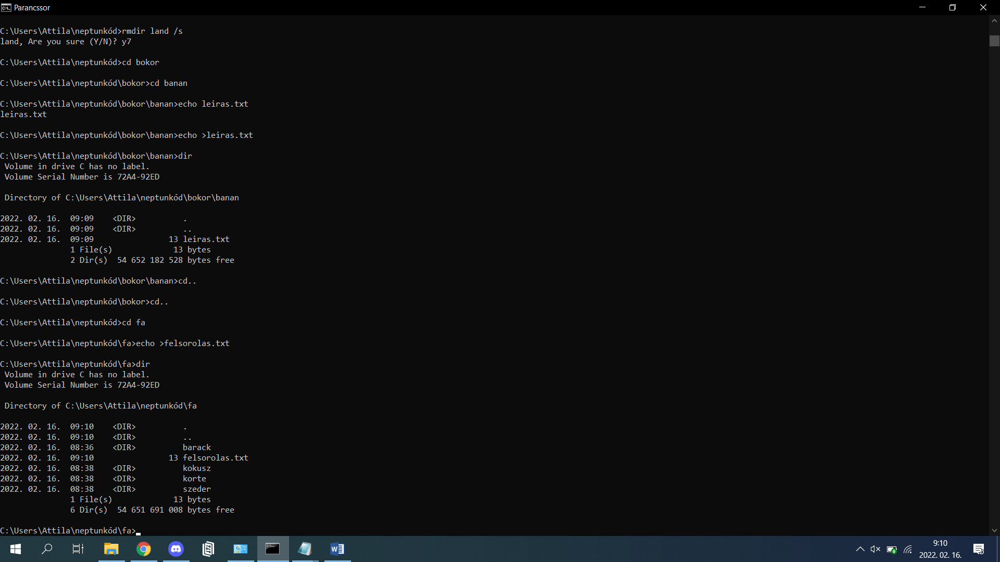 Parancssor
C:\Users\Attila\neptunkód>rmdir land /s
land, Are you sure (Y/N)? y7
C:\Users\Attila\neptunkód>cd bokor
C:\Users\Attila\neptunkód\bokor>cd banan
C:\Users\Attila\neptunkód\bokor\banan>echo leiras.txt
leiras.txt
C:\Users\Attila\neptunkód\bokor\banan>echo >leiras.txt
C:\Users\Attila\neptunkód\bokor\banan>dir
Volume in drive C has no label.
Volume Serial Number is 72A4-92ED
Directory of C:\Users\Attila\neptunkód\bokor\banan
2022. 02. 16.  09:09    <DIR>          .
2022. 02. 16.  09:09    <DIR>          ..
2022. 02. 16.  09:09                13 leiras.txt
1 File(s)             13 bytes
2 Dir(s)  54 652 182 528 bytes free
C:\Users\Attila\neptunkód\bokor\banan>cd..
C:\Users\Attila\neptunkód\bokor>cd..
C:\Users\Attila\neptunkód>cd fa
C:\Users\Attila\neptunkód\fa>echo >felsorolas.txt
C:\Users\Attila\neptunkód\fa>dir
Volume in drive C has no label.
Volume Serial Number is 72A4-92ED
Directory of C:\Users\Attila\neptunkód\fa
2022. 02. 16.  09:10    <DIR>          .
2022. 02. 16.  09:10    <DIR>          ..
2022. 02. 16.  08:36    <DIR>          barack
2022. 02. 16.  09:10                13 felsorolas.txt
2022. 02. 16.  08:38    <DIR>          kokusz
2022. 02. 16.  08:38    <DIR>          korte
2022. 02. 16.  08:38    <DIR>          szeder
1 File(s)             13 bytes
6 Dir(s)  54 651 691 008 bytes free
C:\Users\Attila\neptunkód\fa>
9:10
2022. 02. 16.